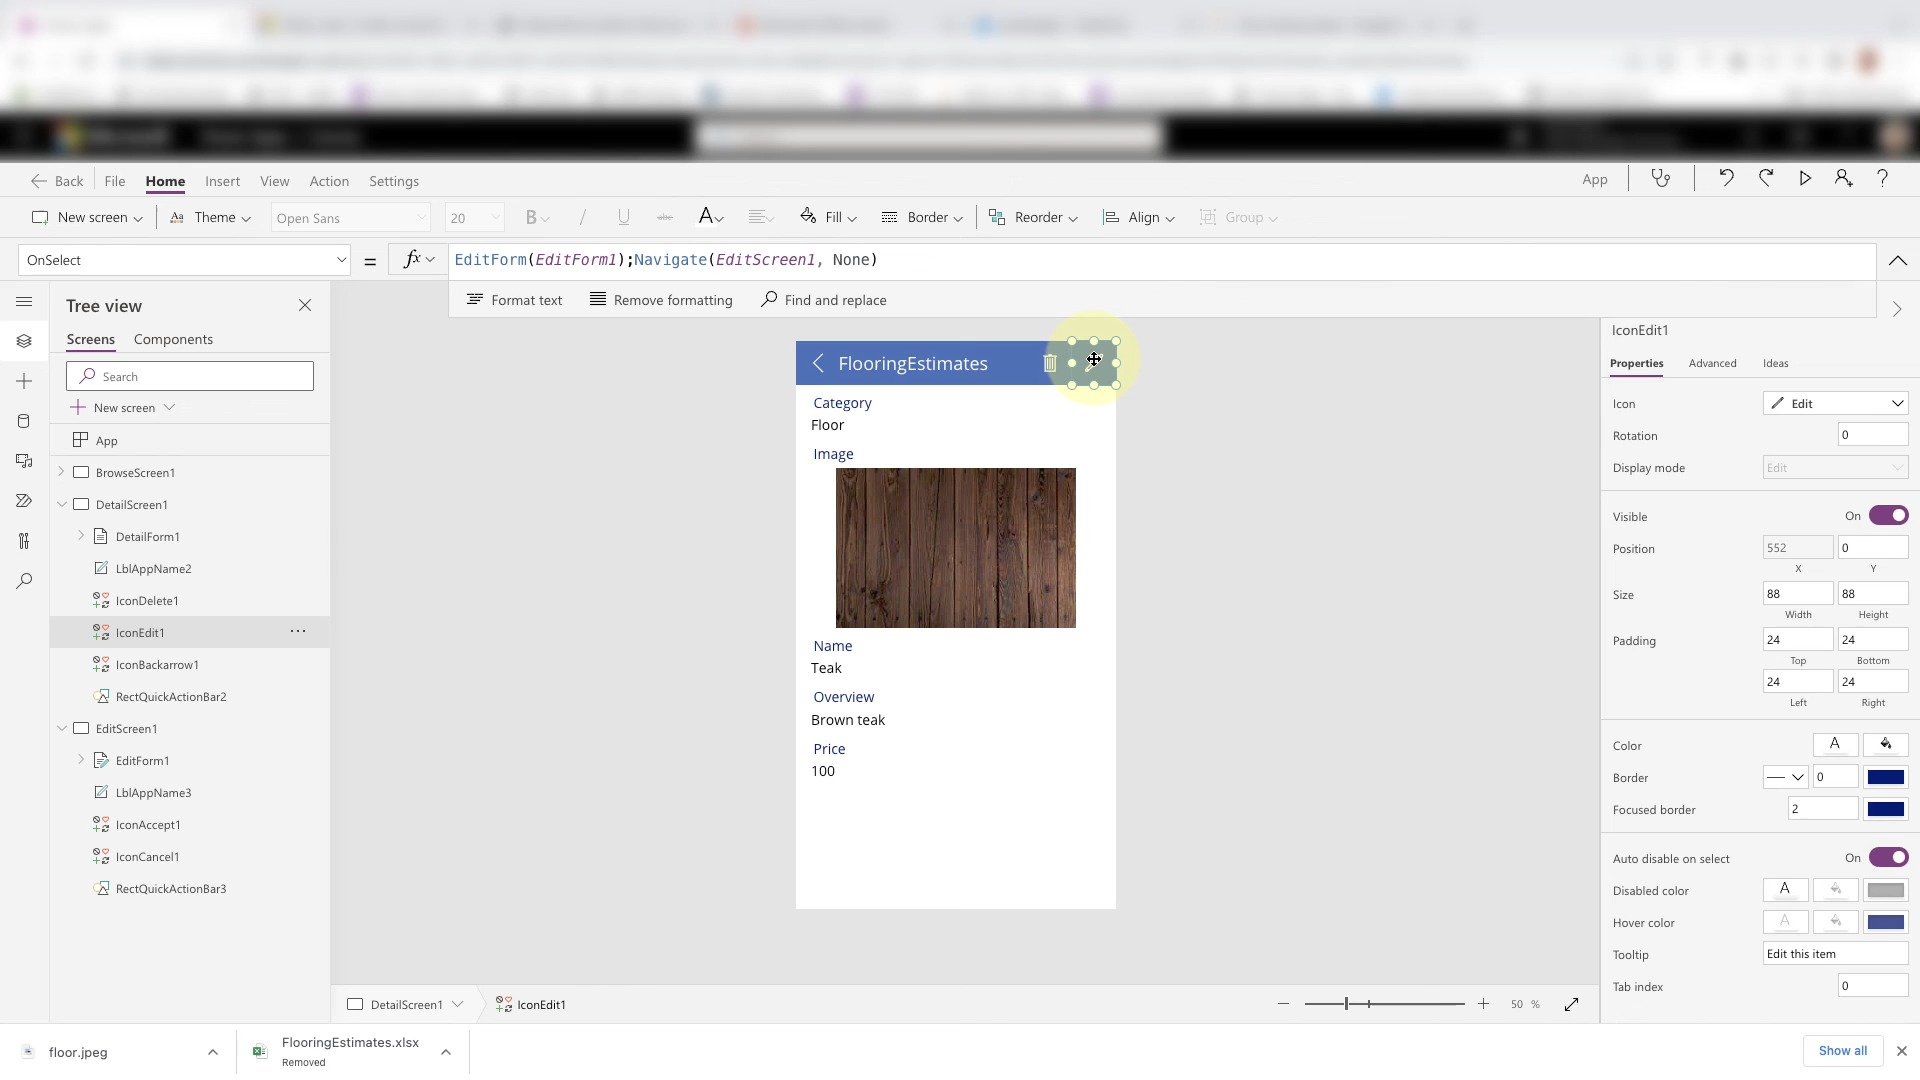 Back
File
Home
Insert
View
Action
Settings
App
New screen
Theme
Open Sans
20
B
/
U
abc
A
Fill
Border
Reorder
Align
Group
OnSelect
=
fx
EditForm(EditForm1);Navigate(EditScreen1, None)
Format text
Remove formatting
Find and replace
Tree view
Screens
Components
Search
New screen
App
BrowseScreen1
DetailScreen1
DetailForm1
LblAppName2
IconDelete1
IconEdit1
IconBackarrow1
RectQuickActionBar2
EditScreen1
EditForm1
LblAppName3
IconAccept1
IconCancel1
RectQuickActionBar3
FlooringEstimates
Category
Floor
Image
Name
Teak
Overview
Brown teak
Price
100
IconEdit1
Properties
Advanced
Ideas
Icon
Edit
Rotation
0
Display mode
Edit
Visible
On
Position
552
0
X
Y
Size
88
88
Width
Height
Padding
24
24
Top
Bottom
24
24
Left
Right
Color
A
Border
0
Focused border
2
Auto disable on select
On
Disabled color
A
Hover color
A
Tooltip
Edit this item
Tab index
0
DetailScreen1
IconEdit1
50 %
floor.jpeg
FlooringEstimates.xlsx
Removed
Show all